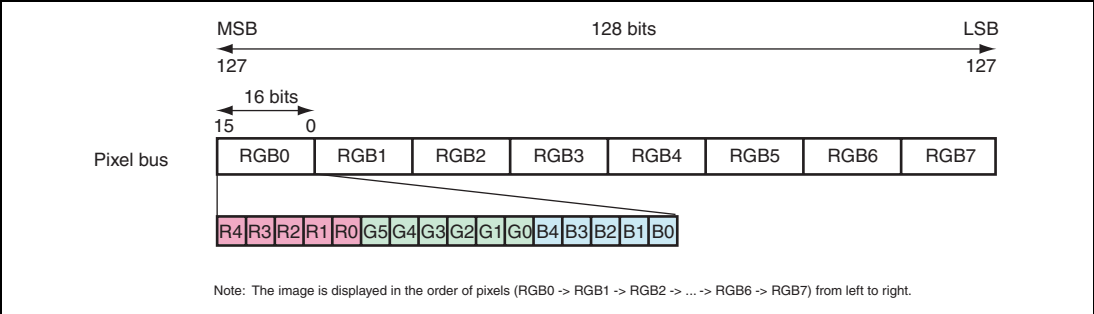 MSB 128 bits LSB
127 127
16 bits
15 0
Pixel bus RGB0 RGB1 RGB2 RGB3 RGB4 RGB5 RGB6 RGB7
R4 R3 R2 R1 R0 G5 G4 G3 G2 G1 G0 B4 B3 B2 B1 B0
Note: The image is displayed in the order of pixels (RGB0 -> RGB1 -> RGB2 -> ... -> RGB6 -> RGB7) from left to right.